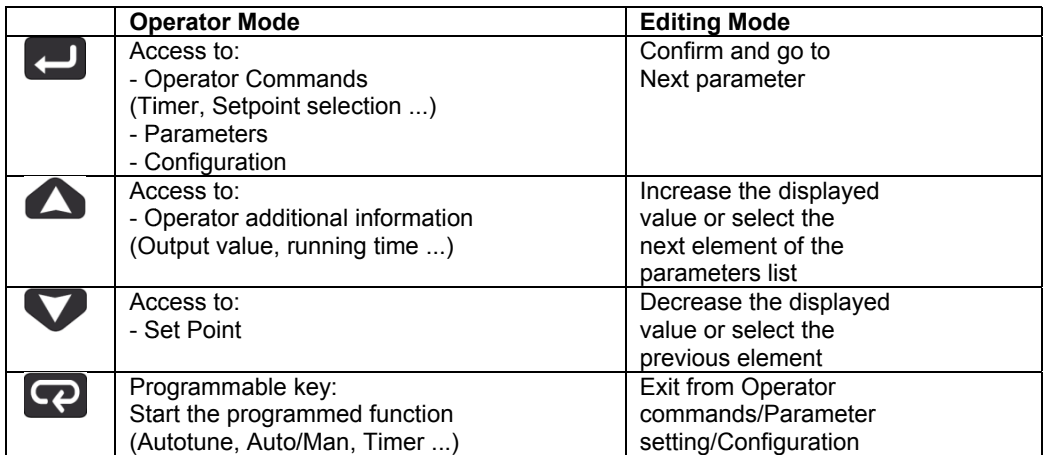 Operator Mode Editing Mode
Access to:
- Operator Commands
(Timer, Setpoint selection ...)
- Parameters
- Configuration
Confirm and go to
Next parameter
Access to:
- Operator additional information
(Output value, running time ...)
Increase the displayed
value or select the
next element of the
parameters list
Access to:
- Set Point
Decrease the displayed
value or select the
previous element
Programmable key:
Start the programmed function
(Autotune, Auto/Man, Timer ...)
Exit from Operator
commands/Parameter
setting/Configuration